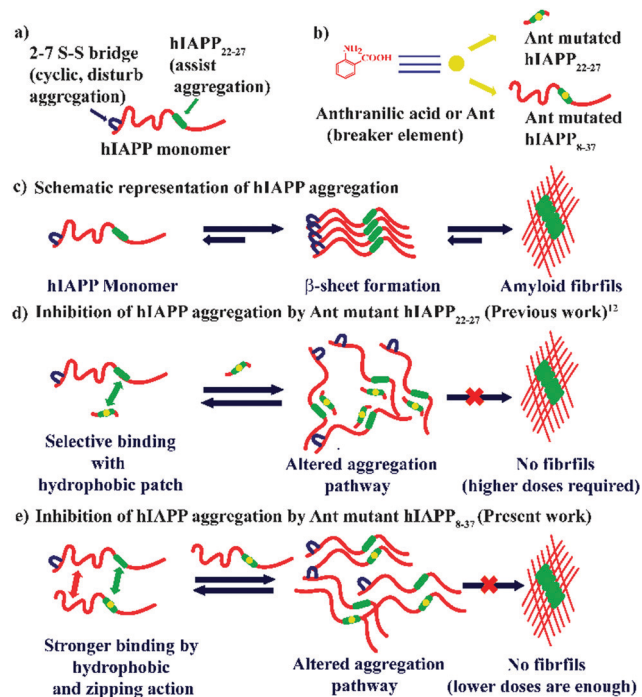 a)
2-7 S-S bridge
(cyclic, disturb
aggregation)
hIAPP22-27
(assist
aggregation)
hIAPP monomer
b)
NH2
COOH
Anthranilic acid or Ant
(breaker element)
Ant mutated
hIAPP22-27
Ant mutated
hIAPP8-37
c) Schematic representation of hIAPP aggregation
hIAPP Monomer
β-sheet formation
Amyloid fibrfils
d) Inhibition of hIAPP aggregation by Ant mutant hIAPP22-27 (Previous work)12
Selective binding
with
hydrophobic patch
Altered aggregation
pathway
No fibrfils
(higher doses required)
e) Inhibition of hIAPP aggregation by Ant mutant hIAPP8-37 (Present work)
Stronger binding by
hydrophobic
and zipping action
Altered aggregation
pathway
No fibrfils
(lower doses are enough)